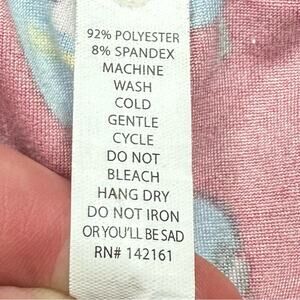 92% POLYESTER
8% SPANDEX
MACHINE
WASH
COLD
GENTLE
CYCLE
DO NOT
BLEACH
HANG DRY
DO NOT IRON
OR YOU'LL BE SAD
RN# 142161